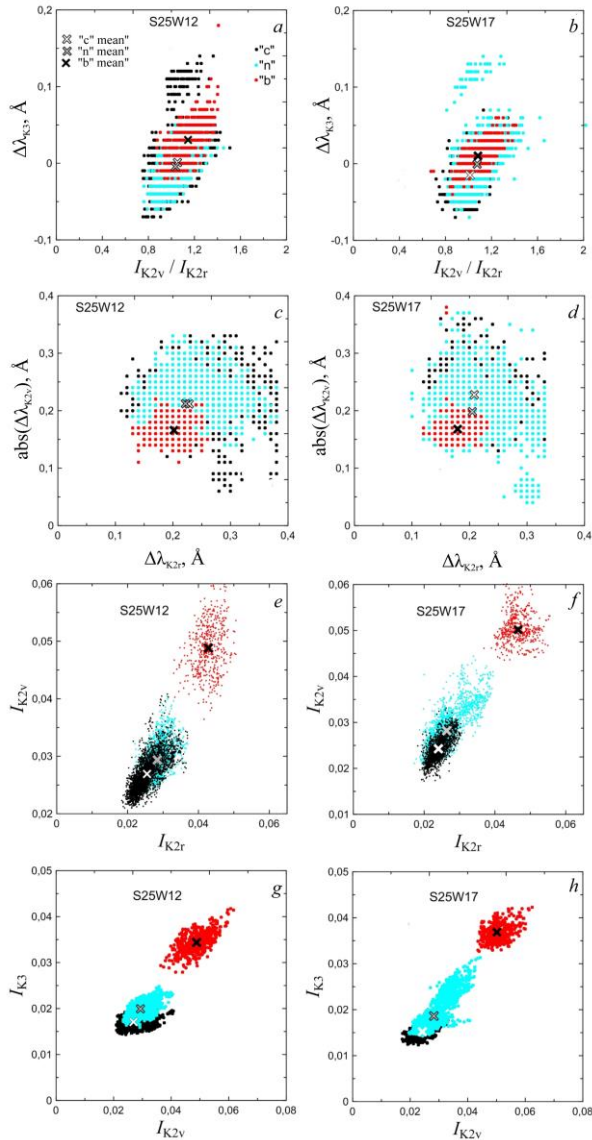 S25W12
a
"c" mean"
"n" mean"
"b" mean"
"c"
"n"
"b"
ΔλK3, Å
0,2
0,1
0
-0,1
0 0,4 0,8 1,2 1,6 2
IK2v / IK2r
S25W17
b
ΔλK3, Å
0,2
0,1
0
-0,1
0 0,4 0,8 1,2 1,6 2
IK2v / IK2r
S25W12
c
abs(ΔλK2v), Å
0,4
0,3
0,2
0,1
0
0 0,1 0,2 0,3 0,4
ΔλK2r, Å
S25W17
d
abs(ΔλK2v), Å
0,4
0,3
0,2
0,1
0
0 0,1 0,2 0,3 0,4
ΔλK2r, Å
S25W12
e
IK2v
0,06
0,05
0,04
0,03
0,02
0 0,02 0,04 0,06
IK2r
S25W17
f
IK2v
0,06
0,05
0,04
0,03
0,02
0,01
0 0,02 0,04 0,06
IK2r
S25W12
g
IK3
0,05
0,04
0,03
0,02
0,01
0
0 0,02 0,04 0,06 0,08
IK2v
S25W17
h
IK3
0,05
0,04
0,03
0,02
0,01
0
0 0,02 0,04 0,06 0,08
IK2v